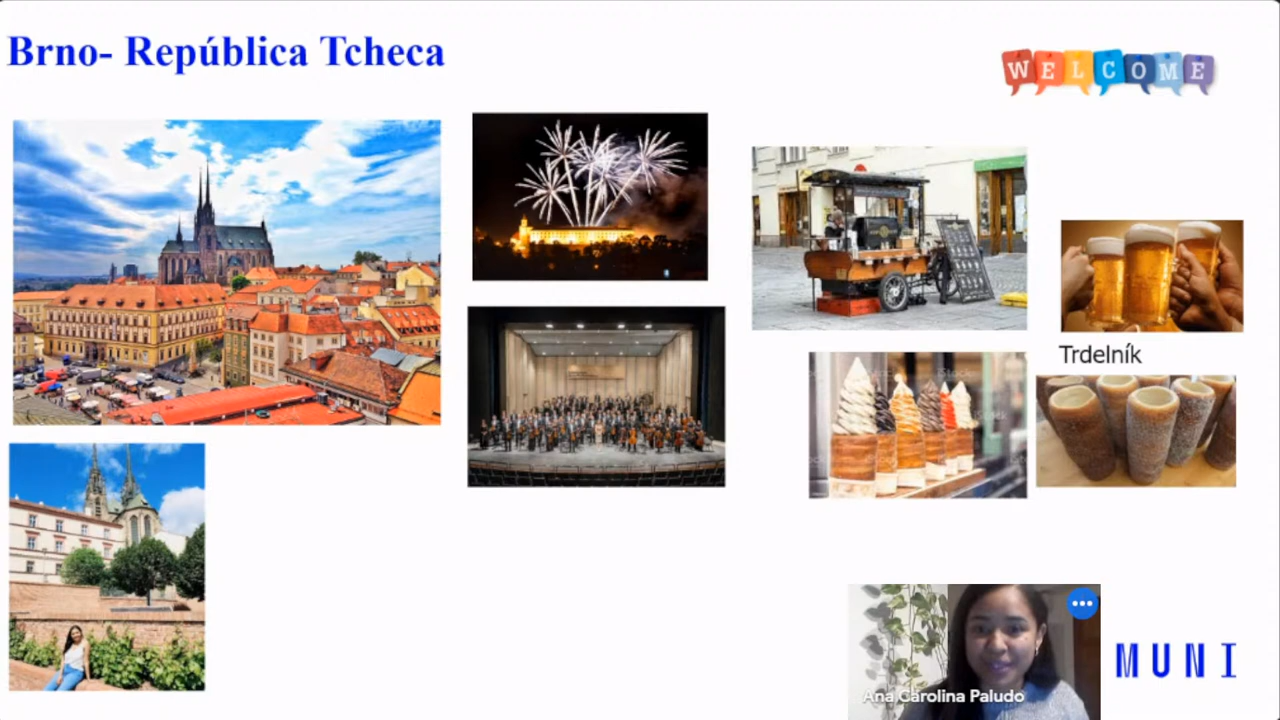 Brno- República Tcheca
WELCOME
Trdelník
Ana Carolina Paludo
MUNI